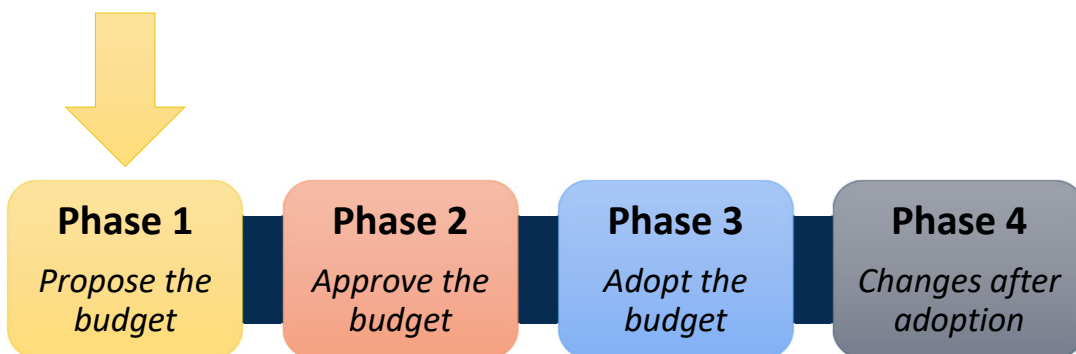 Phase 1
Propose the
budget
Phase 2
Approve the
budget
Phase 3
Adopt the
budget
Phase 4
Changes after
adoption